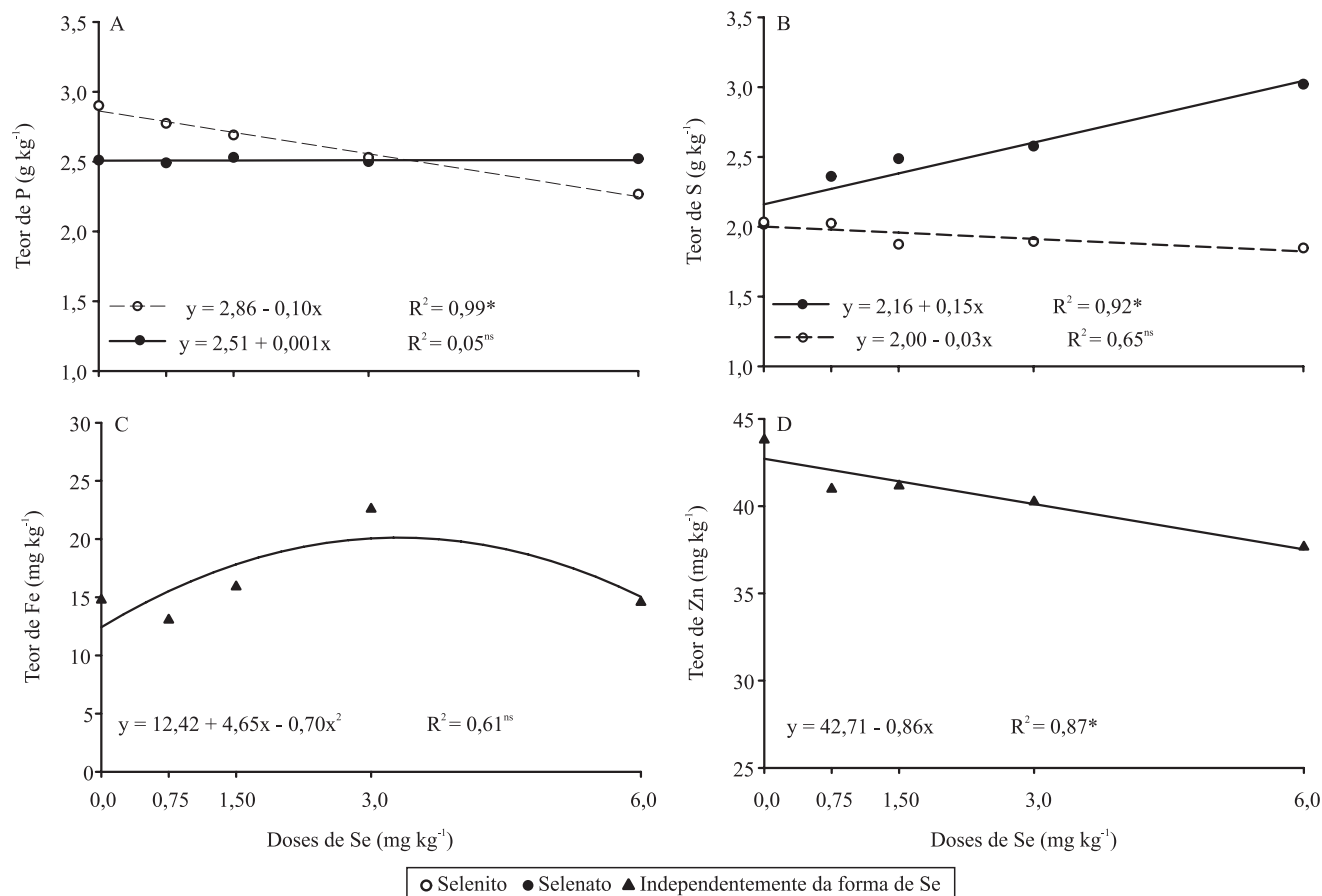 A
3,5
3,0
2,5
2,0
1,5
1,0
Teor de P (g kg⁻¹)
y = 2,86 - 0,10x R² = 0,99*
y = 2,51 + 0,001x R² = 0,05ⁿˢ
B
3,5
3,0
2,5
2,0
1,5
1,0
Teor de S (g kg⁻¹)
y = 2,16 + 0,15x R² = 0,92*
y = 2,00 - 0,03x R² = 0,65ⁿˢ
C
30
25
20
15
10
5
0
Teor de Fe (mg kg⁻¹)
y = 12,42 + 4,65x - 0,70x² R² = 0,61ⁿˢ
0,0 0,75 1,50 3,0 6,0
Doses de Se (mg kg⁻¹)
D
45
40
35
30
25
Teor de Zn (mg kg⁻¹)
y = 42,71 - 0,86x R² = 0,87*
0,0 0,75 1,50 3,0 6,0
Doses de Se (mg kg⁻¹)
Selenito Selenato Independentemente da forma de Se